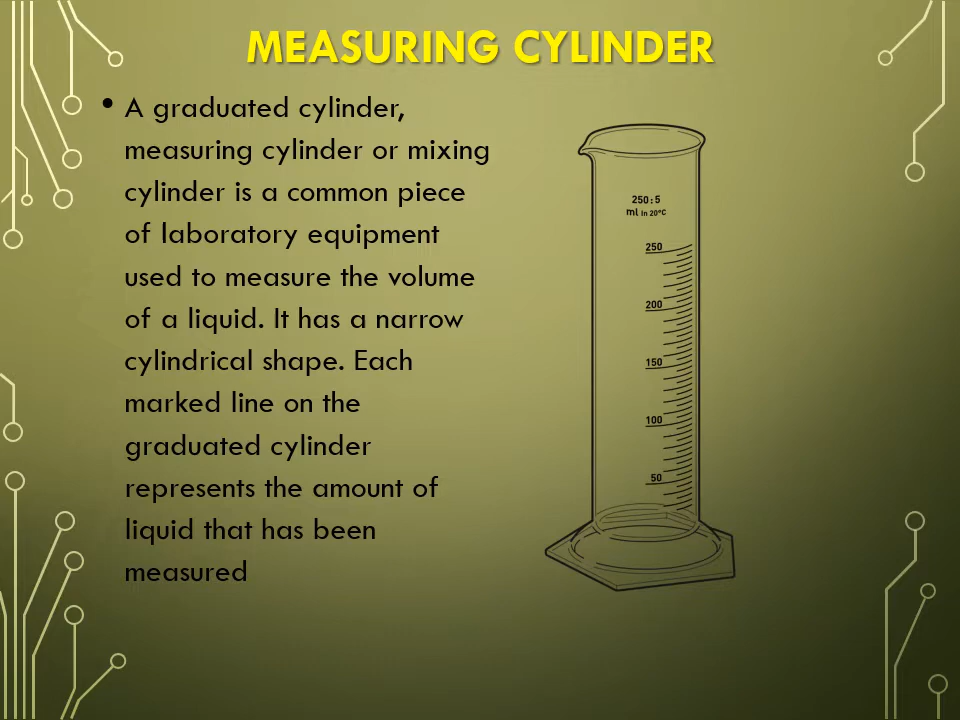 MEASURING CYLINDER
• A graduated cylinder,
measuring cylinder or mixing
cylinder is a common piece
of laboratory equipment
used to measure the volume
of a liquid. It has a narrow
cylindrical shape. Each
marked line on the
graduated cylinder
represents the amount of
liquid that has been
measured
250:5
ml In 20°C
250
200
150
100
50